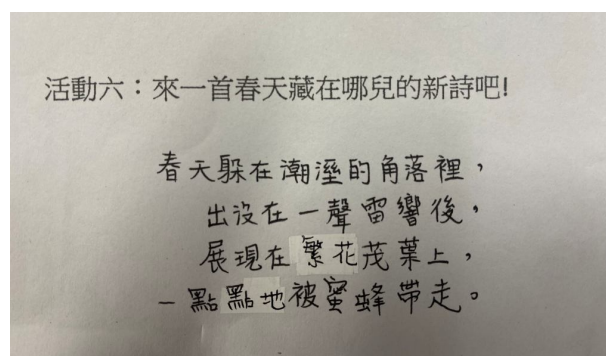 活動六：來一首春天藏在哪兒的新詩吧!
春天躲在潮溼的角落裡，
出沒在一聲雷響後，
展現在繁花茂葉上，
一點點地被蜜蜂帶走。